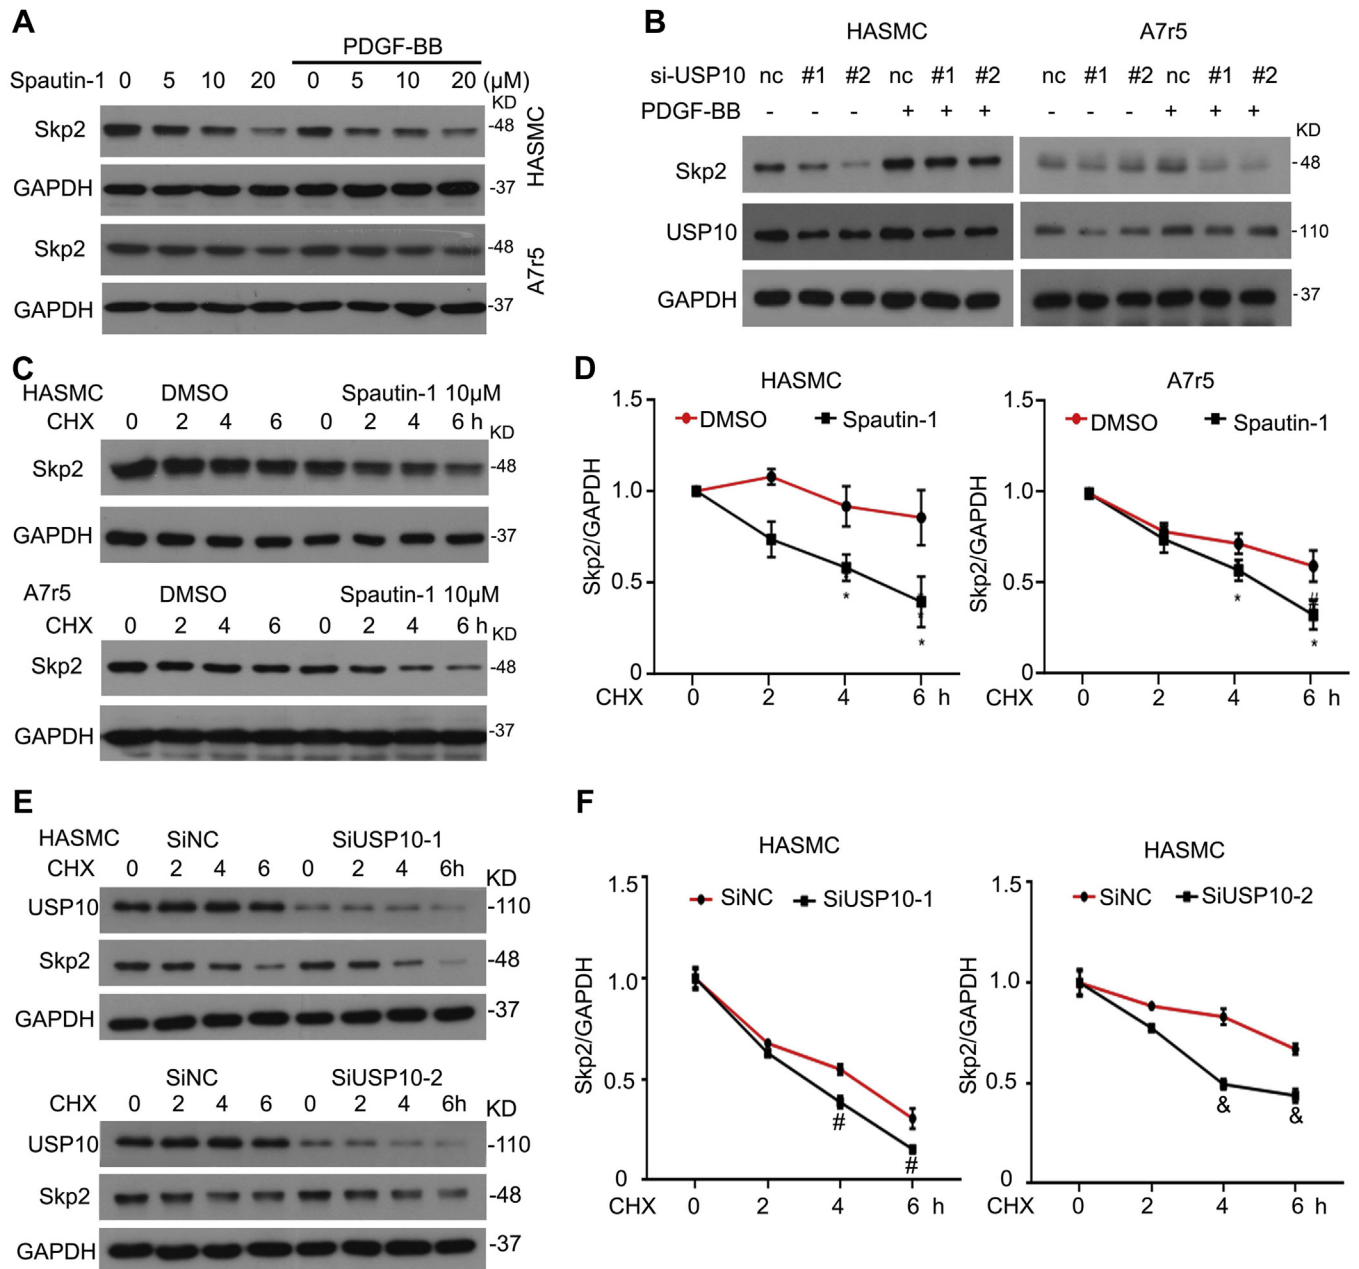 A
PDGF-BB
Spautin-1 0 5 10 20 0 5 10 20 (μM)
KD
Skp2 -48
GAPDH -37
HASMC
Skp2 -48
GAPDH -37
A7r5
B
HASMC A7r5
si-USP10 nc #1 #2 nc #1 #2 nc #1 #2 nc #1 #2
PDGF-BB - - - + + + - - - + + +
KD
Skp2 -48
USP10 -110
GAPDH -37
C
HASMC DMSO Spautin-1 10μM
CHX 0 2 4 6 0 2 4 6 h
KD
Skp2 -48
GAPDH -37
A7r5 DMSO Spautin-1 10μM
CHX 0 2 4 6 0 2 4 6 h
KD
Skp2 -48
GAPDH -37
D
HASMC
DMSO Spautin-1
Skp2/GAPDH
1.5
1.0
0.5
0
* *
CHX 0 2 4 6 h
A7r5
DMSO Spautin-1
Skp2/GAPDH
1.5
1.0
0.5
0
* # *
CHX 0 2 4 6 h
E
HASMC SiNC SiUSP10-1
CHX 0 2 4 6 0 2 4 6h
KD
USP10 -110
Skp2 -48
GAPDH -37
SiNC SiUSP10-2
CHX 0 2 4 6 0 2 4 6h
KD
USP10 -110
Skp2 -48
GAPDH -37
F
HASMC
SiNC SiUSP10-1
Skp2/GAPDH
1.5
1.0
0.5
0
# #
CHX 0 2 4 6 h
HASMC
SiNC SiUSP10-2
Skp2/GAPDH
1.5
1.0
0.5
0
& &
CHX 0 2 4 6 h